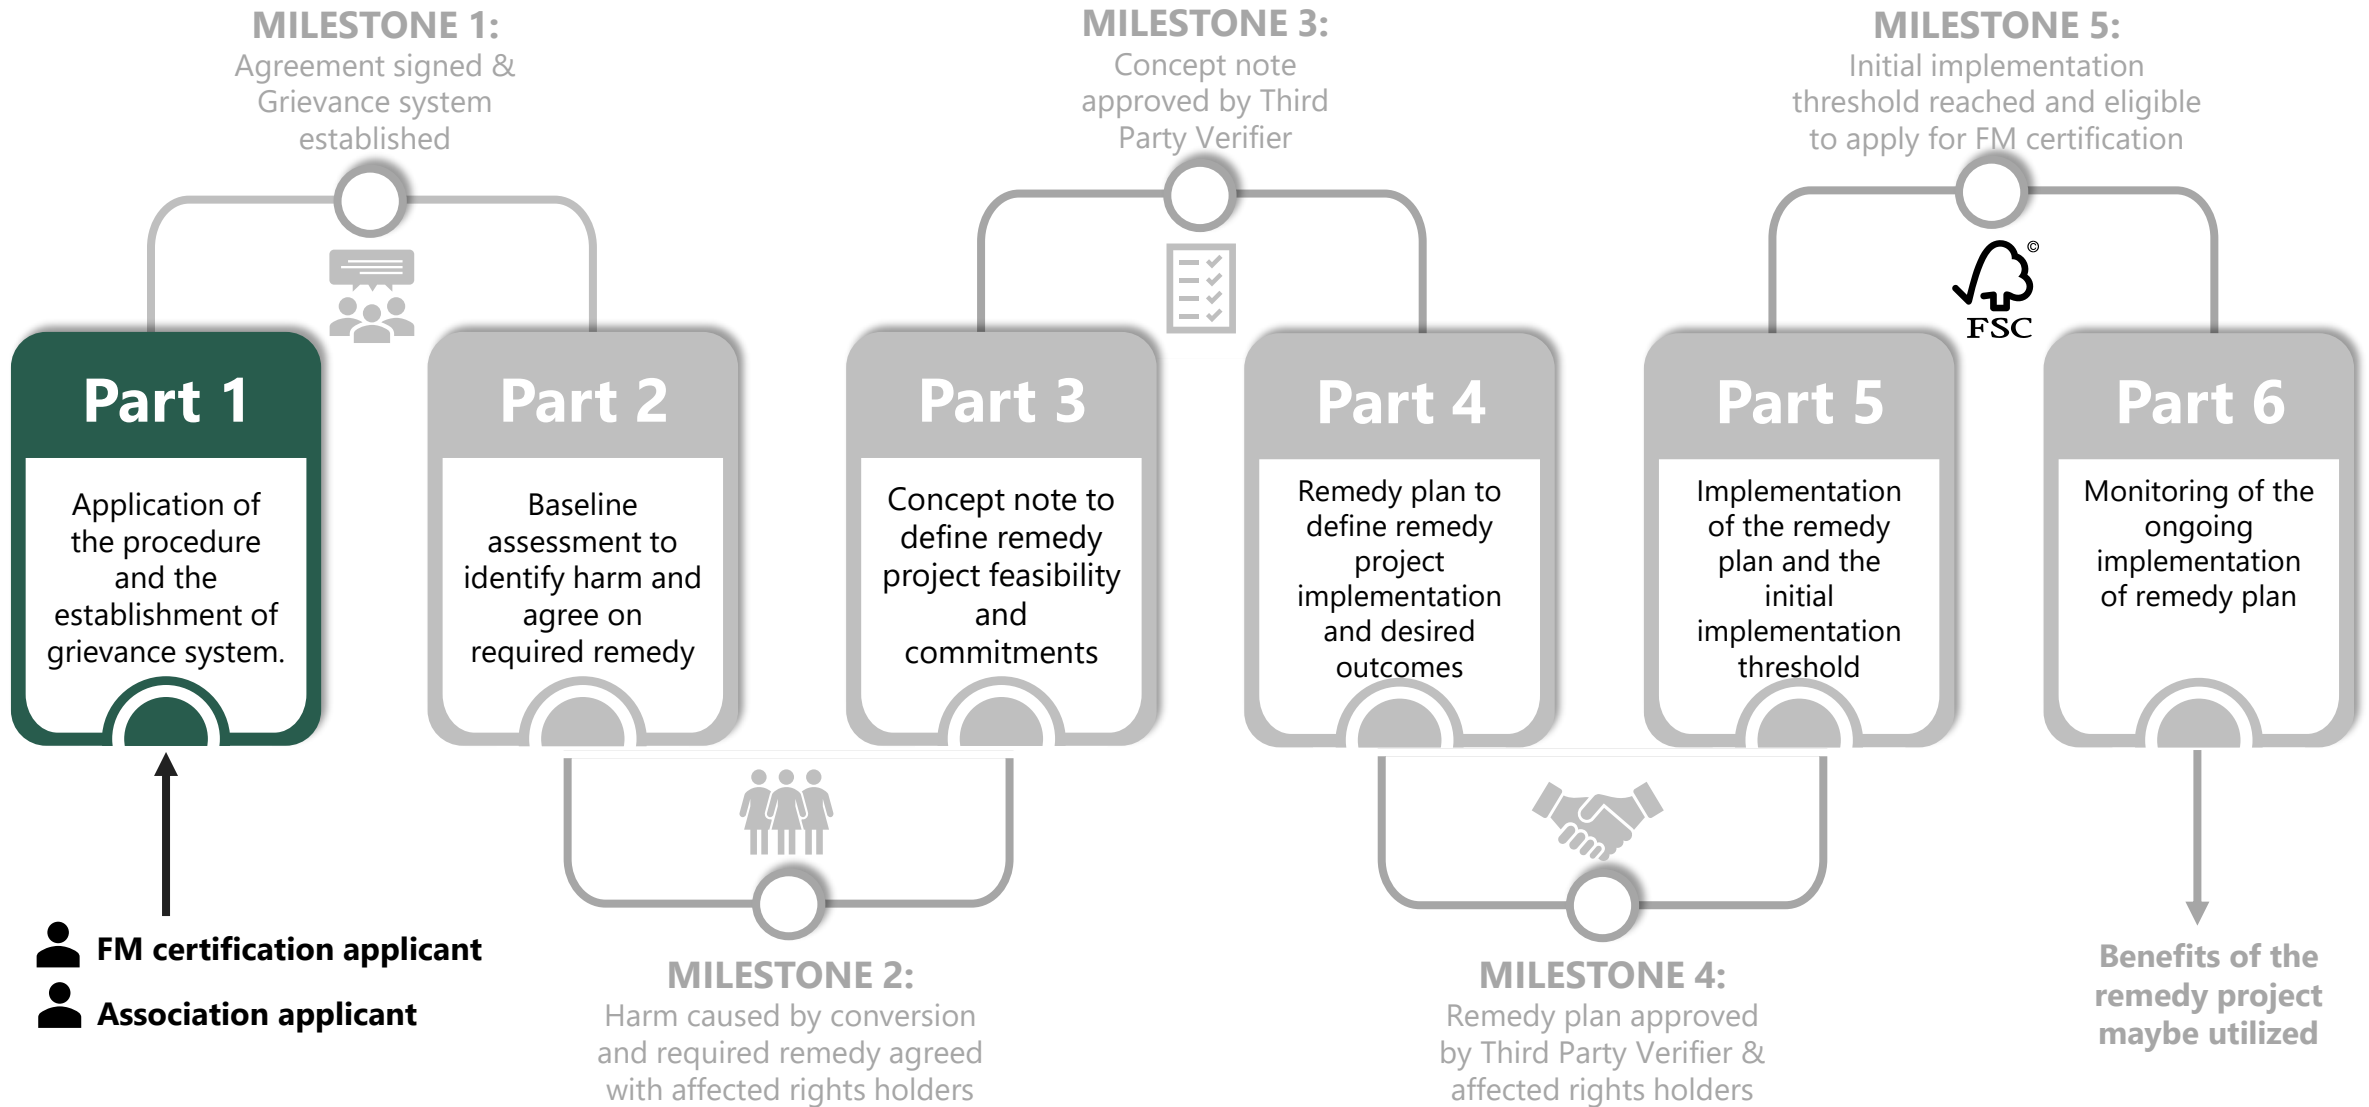 MILESTONE 1:
Agreement signed &
Grievance system
established
MILESTONE 3:
Concept note
approved by Third
Party Verifier
MILESTONE 5:
Initial implementation
threshold reached and eligible
to apply for FM certification
©
FSC
Part 1
Application of
the procedure
and the
establishment of
grievance system.
Part 2
Baseline
assessment to
identify harm and
agree on
required remedy
Part 3
Concept note to
define remedy
project feasibility
and
commitments
Part 4
Remedy plan to
define remedy
project
implementation
and desired
outcomes
Part 5
Implementation
of the remedy
plan and the
initial
implementation
threshold
Part 6
Monitoring of the
ongoing
implementation
of remedy plan
FM certification applicant
Association applicant
MILESTONE 2:
Harm caused by conversion
and required remedy agreed
with affected rights holders
MILESTONE 4:
Remedy plan approved
by Third Party Verifier &
affected rights holders
Benefits of the
remedy project
maybe utilized